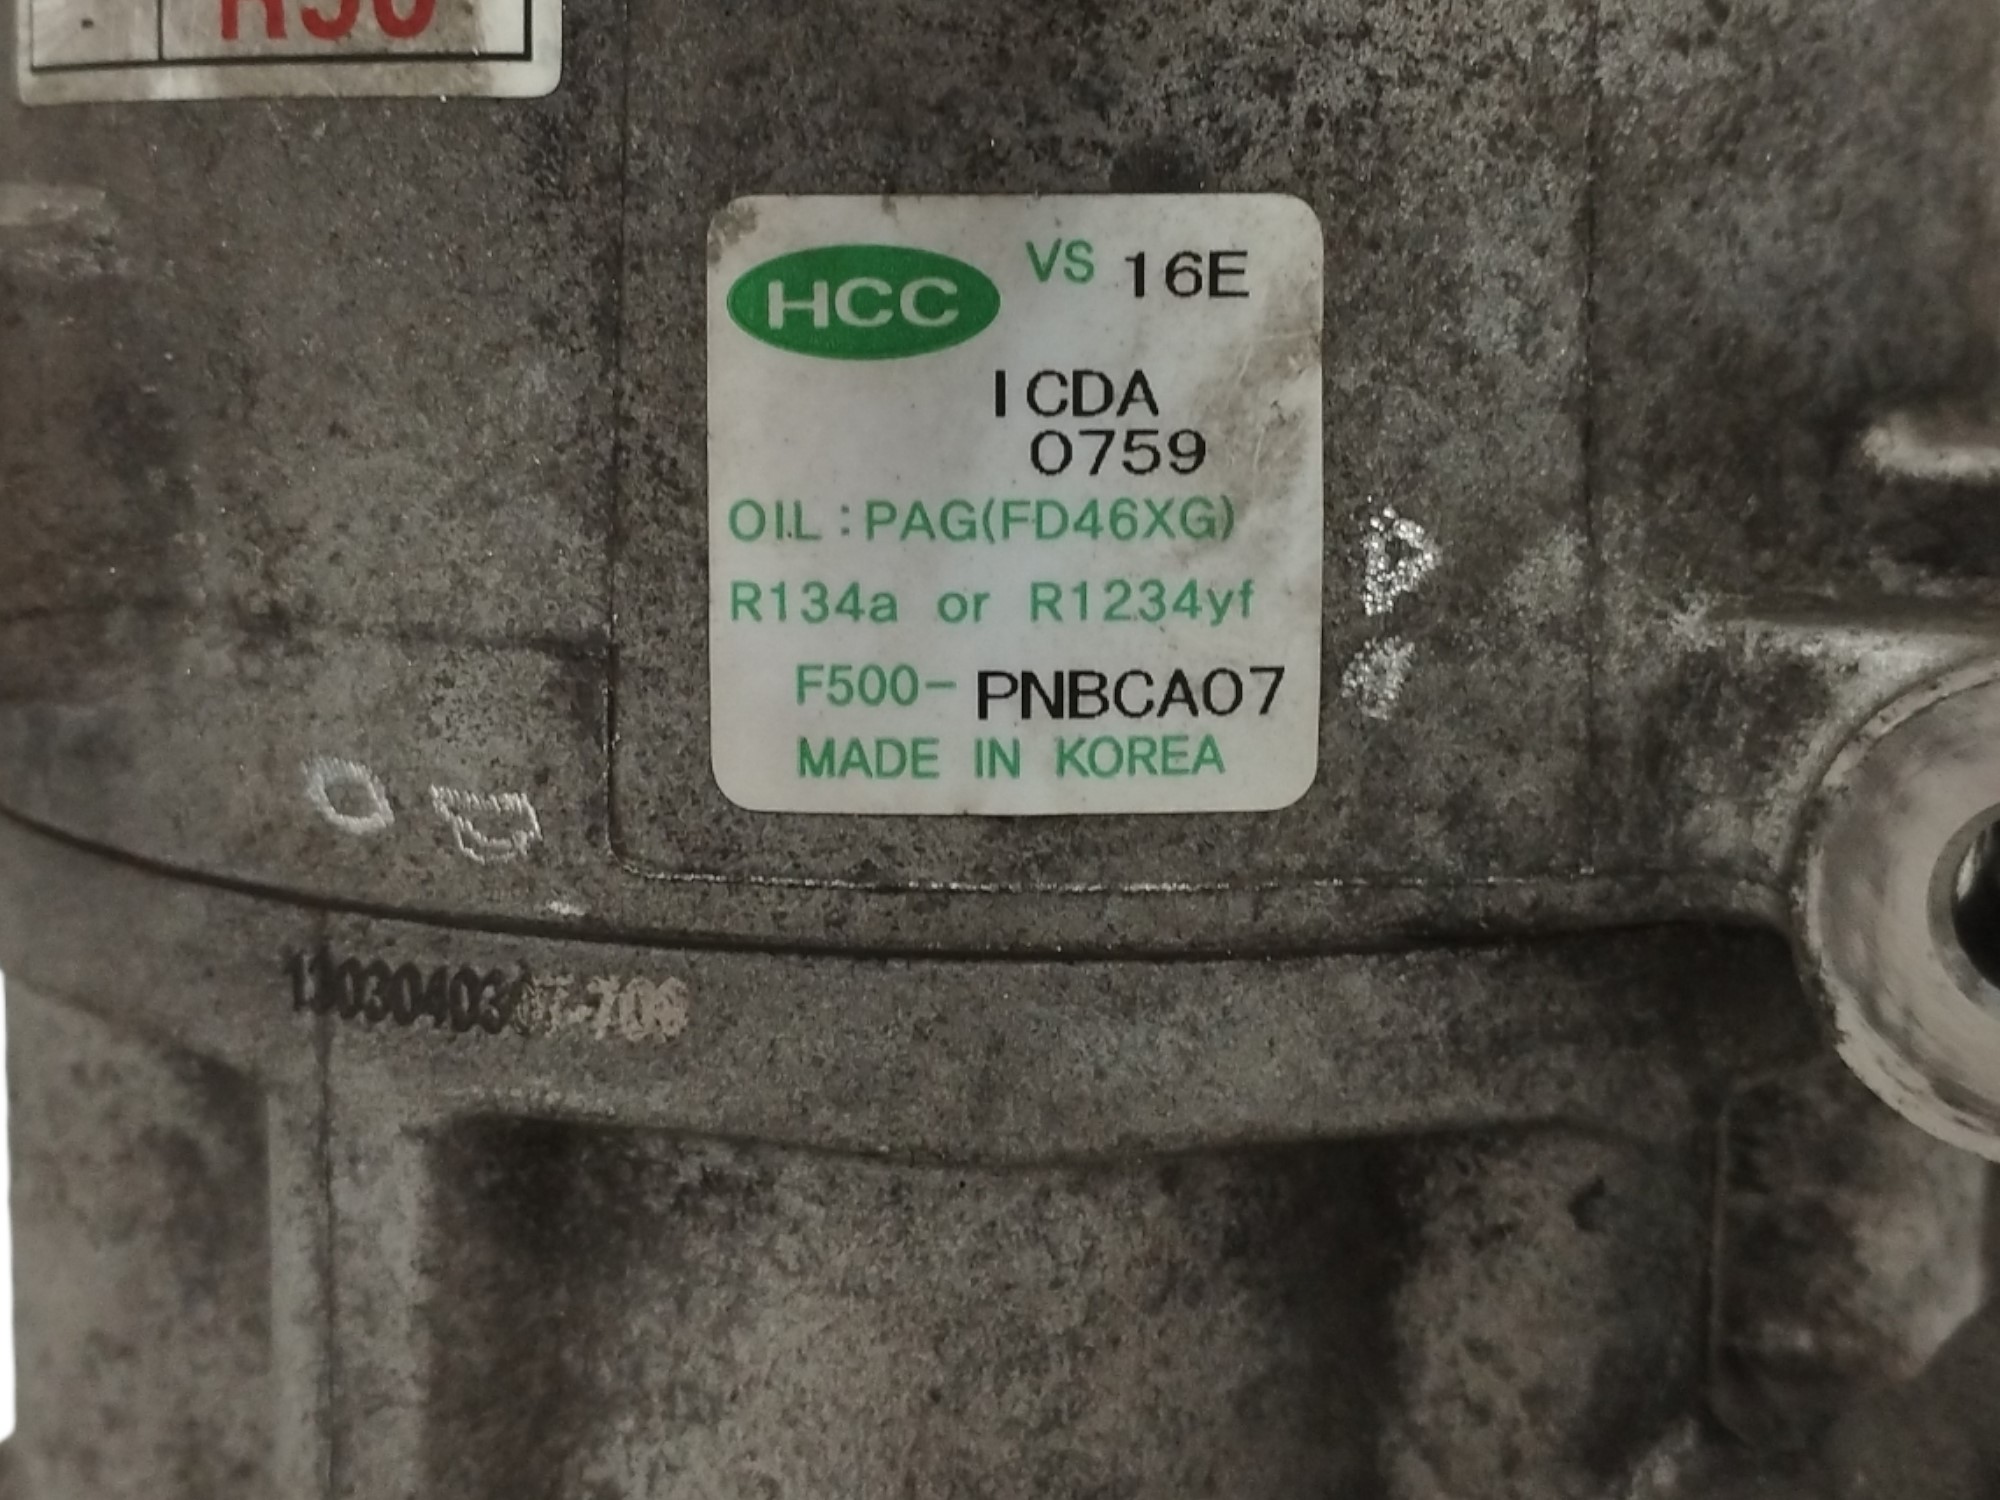 HCC VS 16E
ICDA
0759
OIL : PAG(FD46XG)
R134a or R1234yf
F500- PNBCA07
MADE IN KOREA